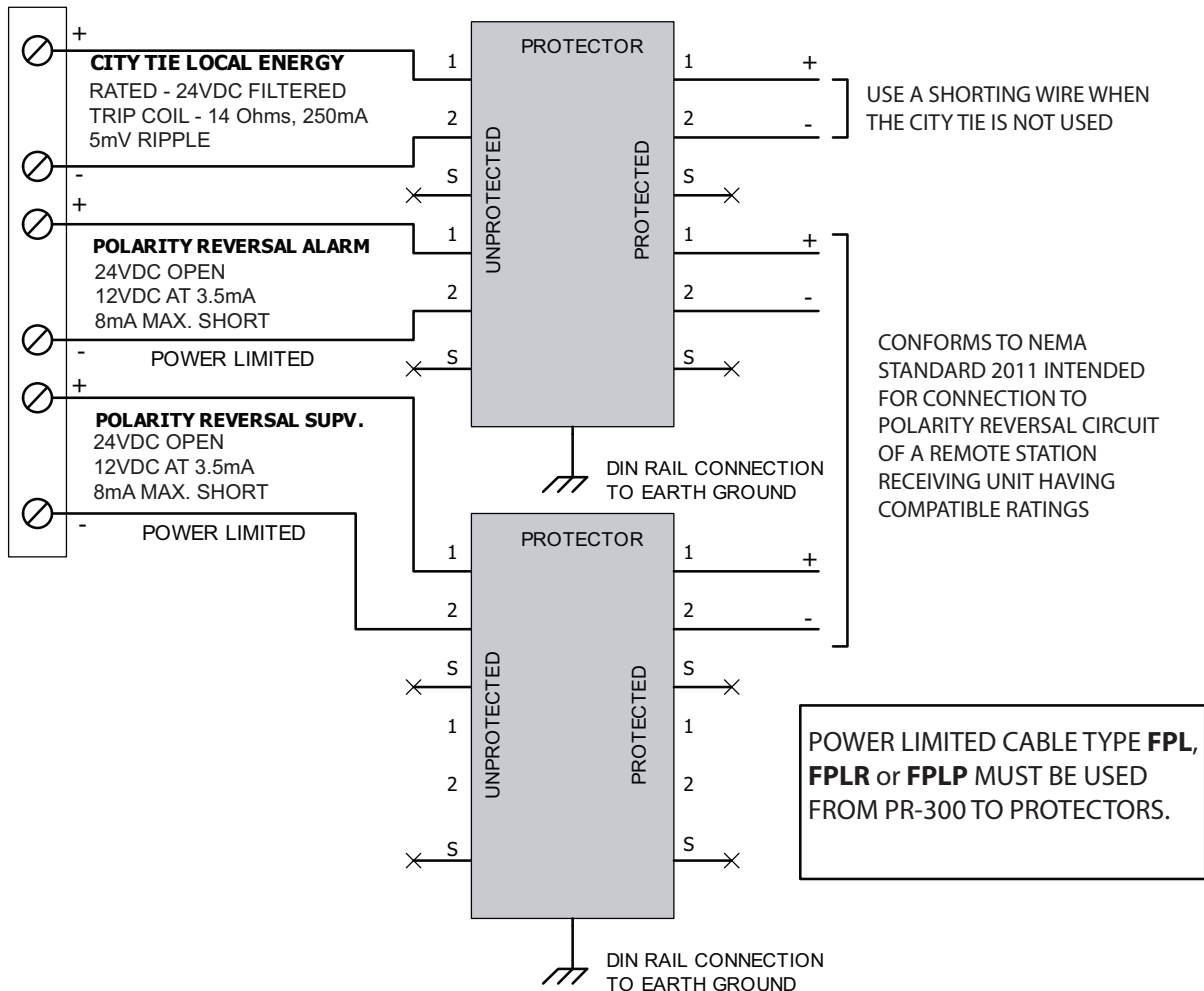 +
CITY TIE LOCAL ENERGY
RATED - 24VDC FILTERED
TRIP COIL - 14 Ohms, 250mA
5mV RIPPLE
-
+
POLARITY REVERSAL ALARM
24VDC OPEN
12VDC AT 3.5mA
8mA MAX. SHORT
-
POWER LIMITED
+
POLARITY REVERSAL SUPV.
24VDC OPEN
12VDC AT 3.5mA
8mA MAX. SHORT
-
POWER LIMITED
PROTECTOR
UNPROTECTED
PROTECTED
1
2
S
1
2
S
1
2
S
1
2
S
+
-
+
-
USE A SHORTING WIRE WHEN
THE CITY TIE IS NOT USED
DIN RAIL CONNECTION
TO EARTH GROUND
CONFORMS TO NEMA
STANDARD 2011 INTENDED
FOR CONNECTION TO
POLARITY REVERSAL CIRCUIT
OF A REMOTE STATION
RECEIVING UNIT HAVING
COMPATIBLE RATINGS
PROTECTOR
UNPROTECTED
PROTECTED
1
2
S
1
2
S
1
2
S
1
2
S
+
-
DIN RAIL CONNECTION
TO EARTH GROUND
POWER LIMITED CABLE TYPE FPL,
FPLR or FPLP MUST BE USED
FROM PR-300 TO PROTECTORS.